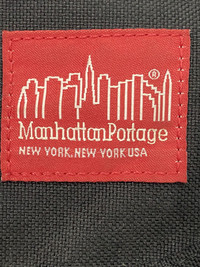 ®
ManhattanPortage
NEW YORK, NEW YORK USA